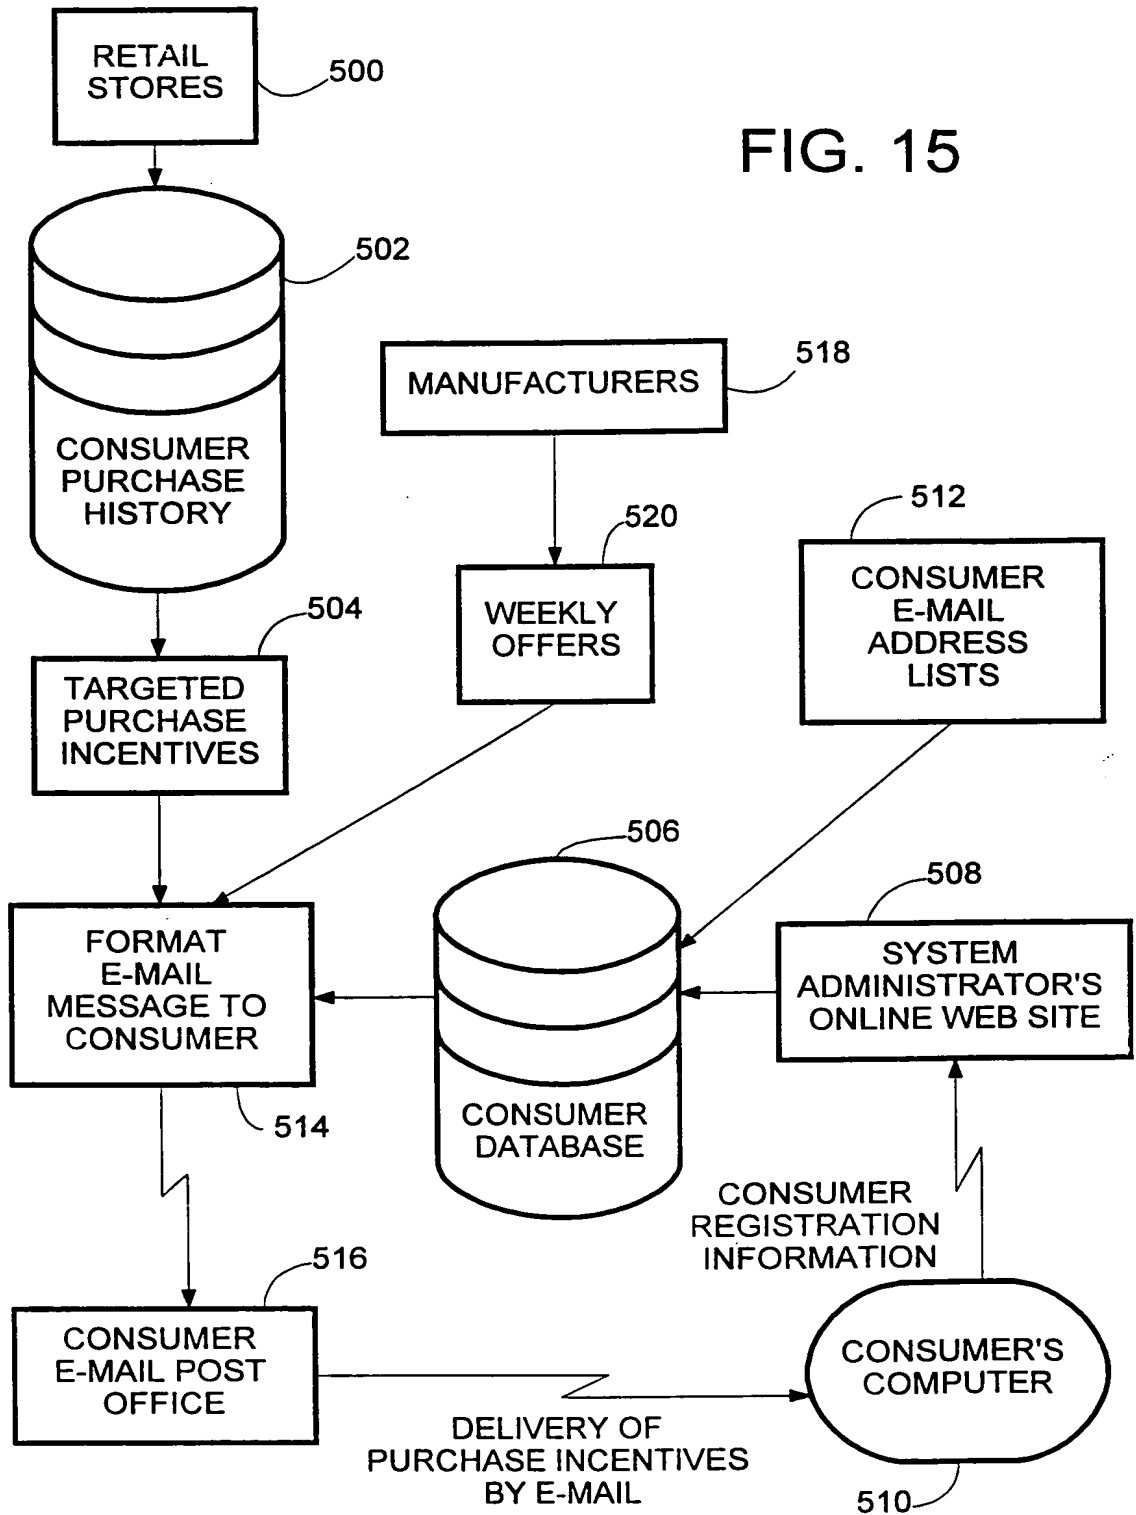 RETAIL
STORES
500
FIG. 15
502
CONSUMER
PURCHASE
HISTORY
MANUFACTURERS
518
512
520
CONSUMER
E-MAIL
ADDRESS
LISTS
WEEKLY
OFFERS
504
TARGETED
PURCHASE
INCENTIVES
506
508
FORMAT
E-MAIL
MESSAGE TO
CONSUMER
SYSTEM
ADMINISTRATOR'S
ONLINE WEB SITE
CONSUMER
DATABASE
514
CONSUMER
REGISTRATION
INFORMATION
516
CONSUMER
E-MAIL POST
OFFICE
CONSUMER'S
COMPUTER
DELIVERY OF
PURCHASE INCENTIVES
BY E-MAIL
510